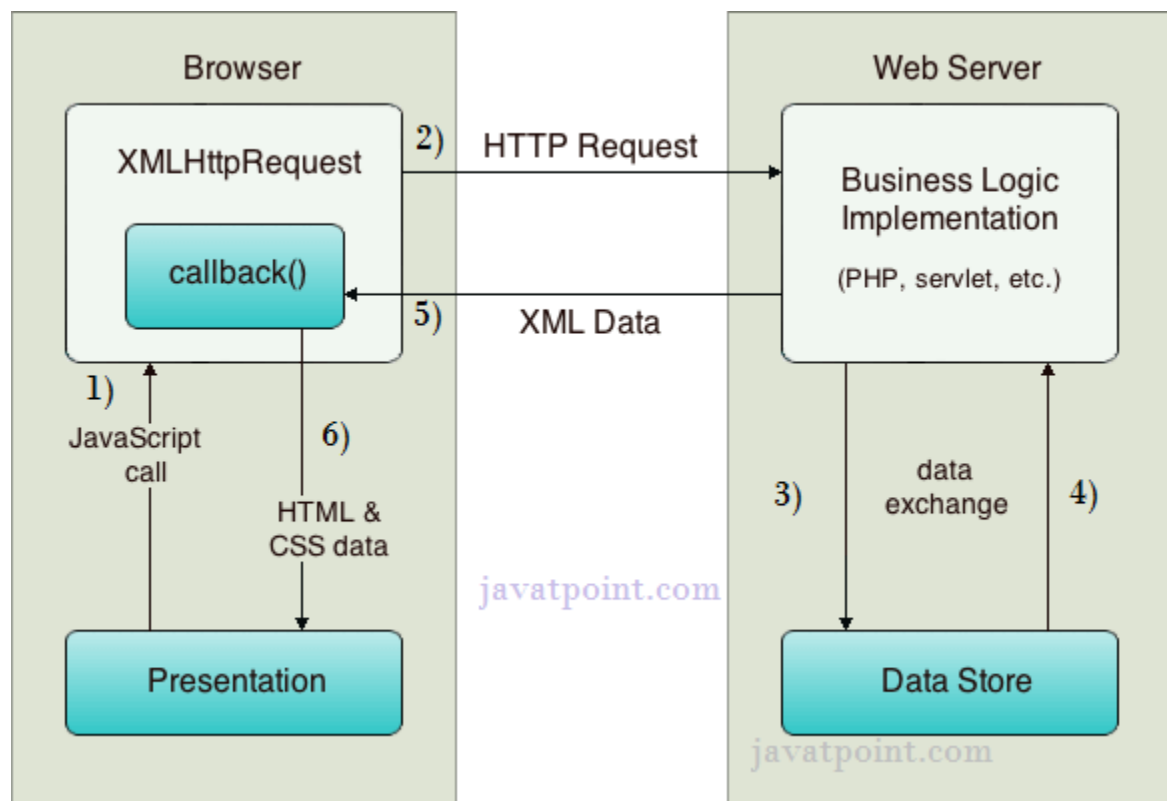 Browser
Web Server
XMLHttpRequest
2)
HTTP Request
Business Logic
Implementation
(PHP, servlet, etc.)
callback()
5)
XML Data
1)
JavaScript
call
6)
HTML &
CSS data
3)
data
exchange
4)
javatpoint.com
Presentation
Data Store
javatpoint.com